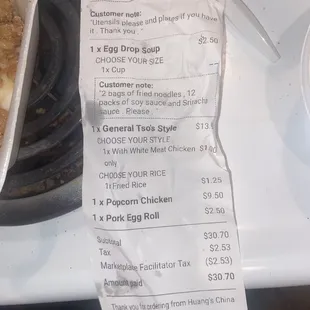 Customer note:
"Utensils please and plates if you have
it . Thank you."
$2.50
1 x Egg Drop Soup
CHOOSE YOUR SIZE
1x Cup
Customer note:
"2 bags of fried noodles , 12
packs of soy sauce and Sriracha
sauce . Please
1x General Tso's Style
CHOOSE YOUR STYLE
1x With White Meat Chicken
only
CHOOSE YOUR RICE
1x Fried Rice $1.25
1 x Popcorn Chicken $9.50
1 x Pork Egg Roll $2.50
Subtotal $30.70
Tax $2.53
Marketplace Facilitator Tax ($2.53)
Amount paid $30.70
Thank you for ordering from Huang's China